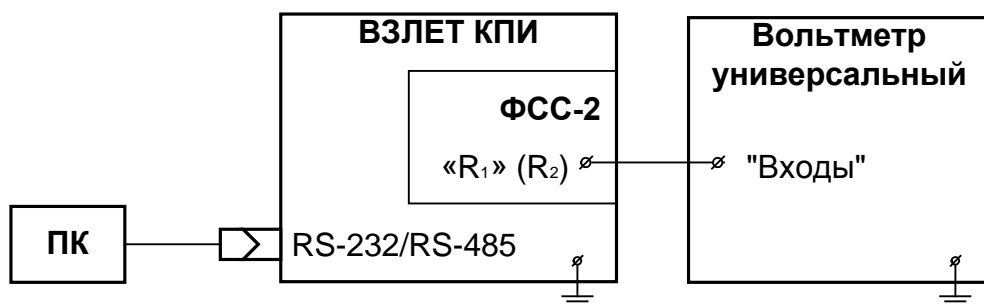 ВЗЛЕТ КПИ
ФСС-2
«R₁» (R₂)
RS-232/RS-485
ПК
Вольтметр
универсальный
"Входы"